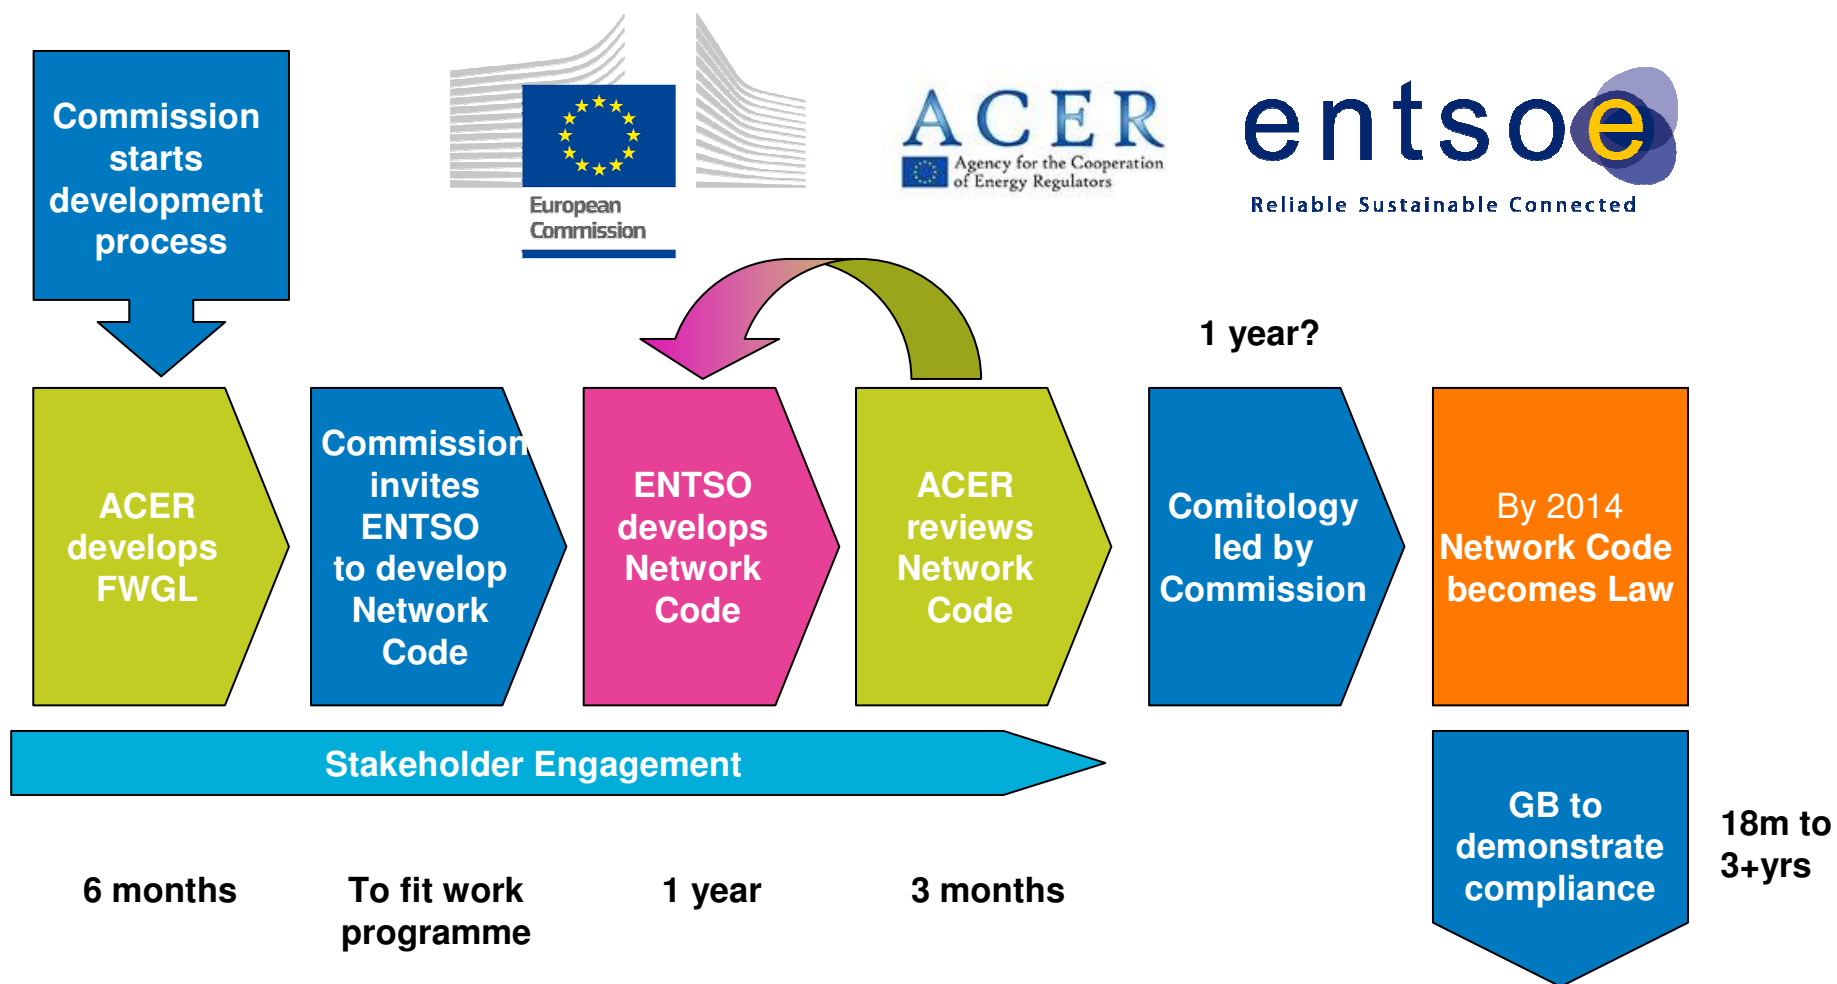 Commission
starts
development
process
European
Commission
ACER
Agency for the Cooperation
of Energy Regulators
entsoe
Reliable Sustainable Connected
1 year?
ACER
develops
FWGL
Commission
invites
ENTSO
to develop
Network
Code
ENTSO
develops
Network
Code
ACER
reviews
Network
Code
Comitology
led by
Commission
By 2014
Network Code
becomes Law
Stakeholder Engagement
GB to
demonstrate
compliance
18m to
3+yrs
6 months
To fit work
programme
1 year
3 months